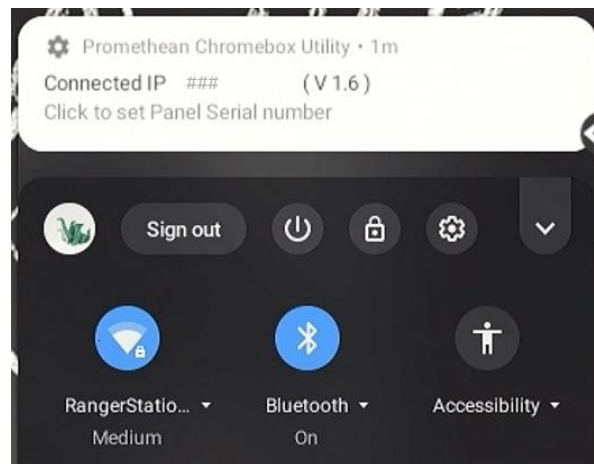 Promethean Chromebox Utility • 1m
Connected IP ### ( V 1.6 )
Click to set Panel Serial number
Sign out
RangerStatio... Bluetooth Accessibility
Medium On